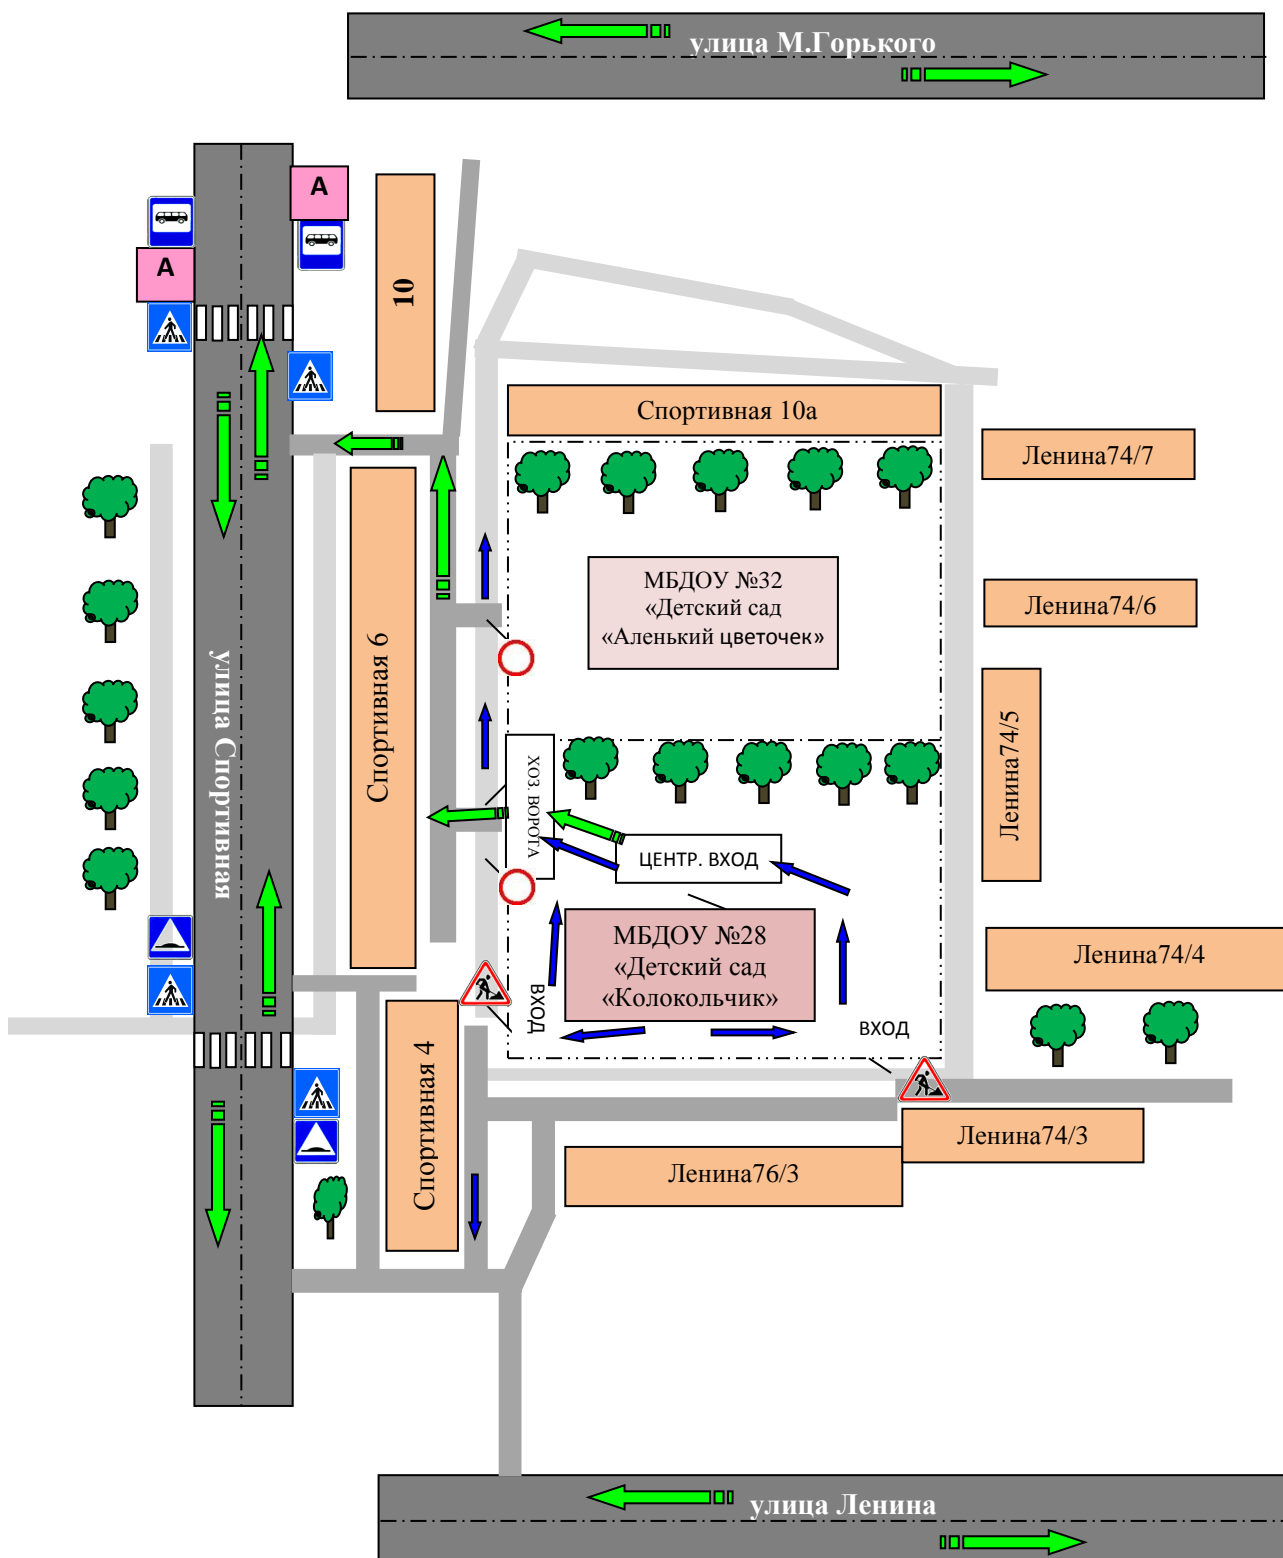 улица М.Горького
А
А
10
Спортивная 10а
Ленина74/7
МБДОУ №32
«Детский сад
«Аленький цветочек»
Ленина74/6
Спортивная 6
улица Спортивная
Ленина74/5
ХОЗ. ВОРОТА
ЦЕНТР. ВХОД
МБДОУ №28
«Детский сад
«Колокольчик»
Ленина74/4
ВХОД
ВХОД
Спортивная 4
Ленина74/3
Ленина76/3
улица Ленина